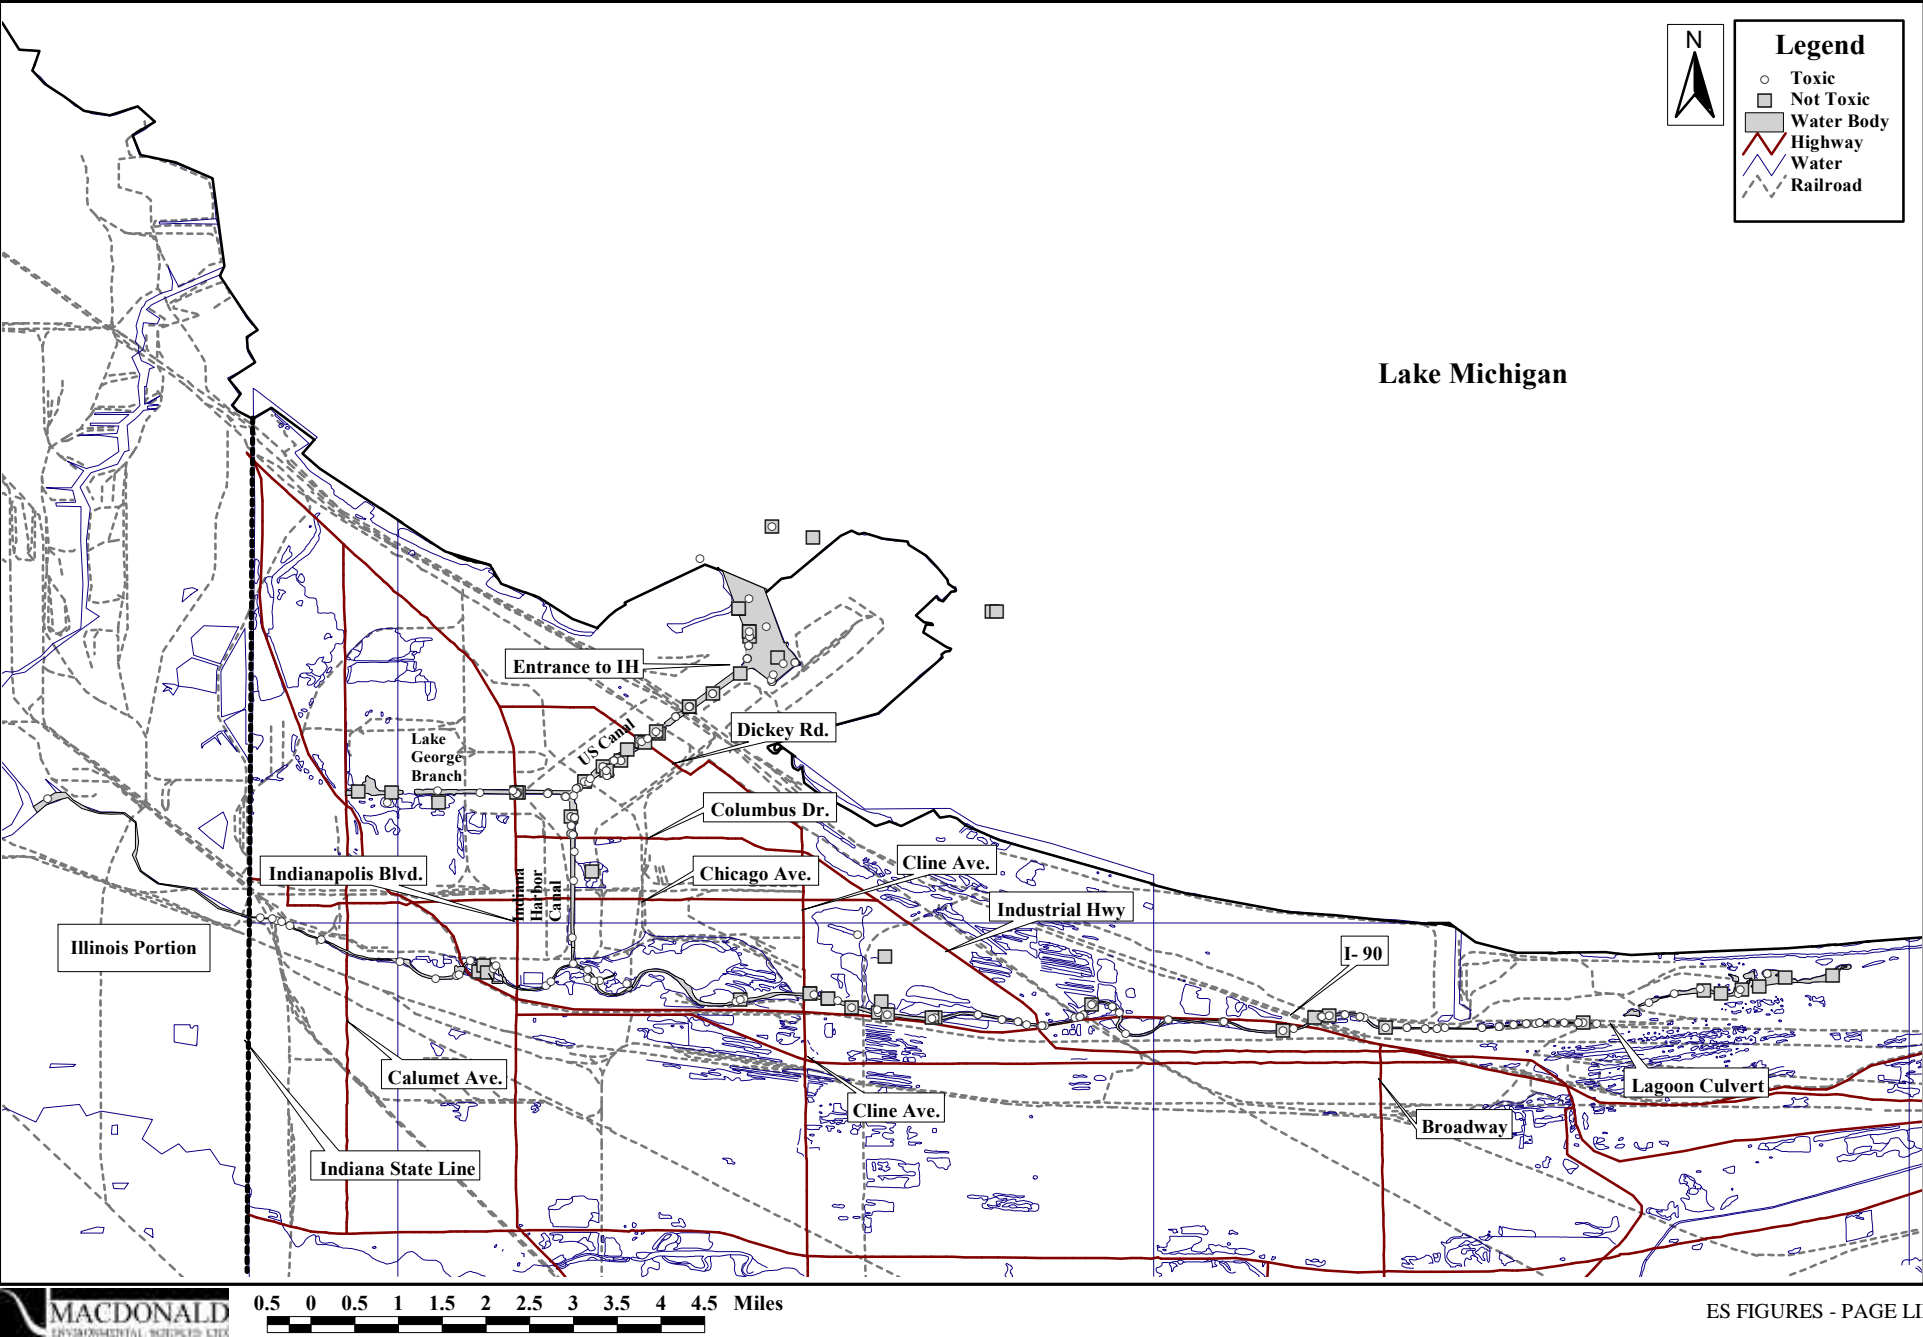 N
Legend
Toxic
Not Toxic
Water Body
Highway
Water
Railroad
Lake Michigan
Entrance to IH
Dickey Rd.
US Canal
Lake
George
Branch
Columbus Dr.
Cline Ave.
Indianapolis Blvd.
Chicago Ave.
Indiana
Harbor
Canal
Industrial Hwy
Illinois Portion
I- 90
Calumet Ave.
Lagoon Culvert
Cline Ave.
Broadway
Indiana State Line
MACDONALD
ENVIRONMENTAL SCIENCES LTD.
0.5 0 0.5 1 1.5 2 2.5 3 3.5 4 4.5 Miles
ES FIGURES - PAGE LI